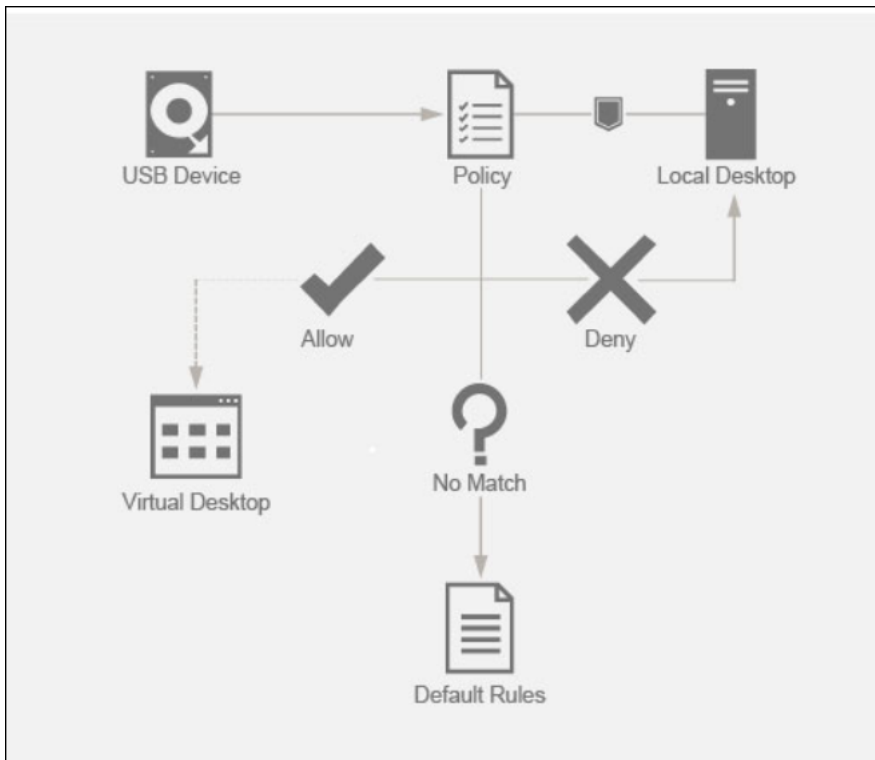 USB Device
Policy
Local Desktop
Allow
Deny
Virtual Desktop
No Match
Default Rules